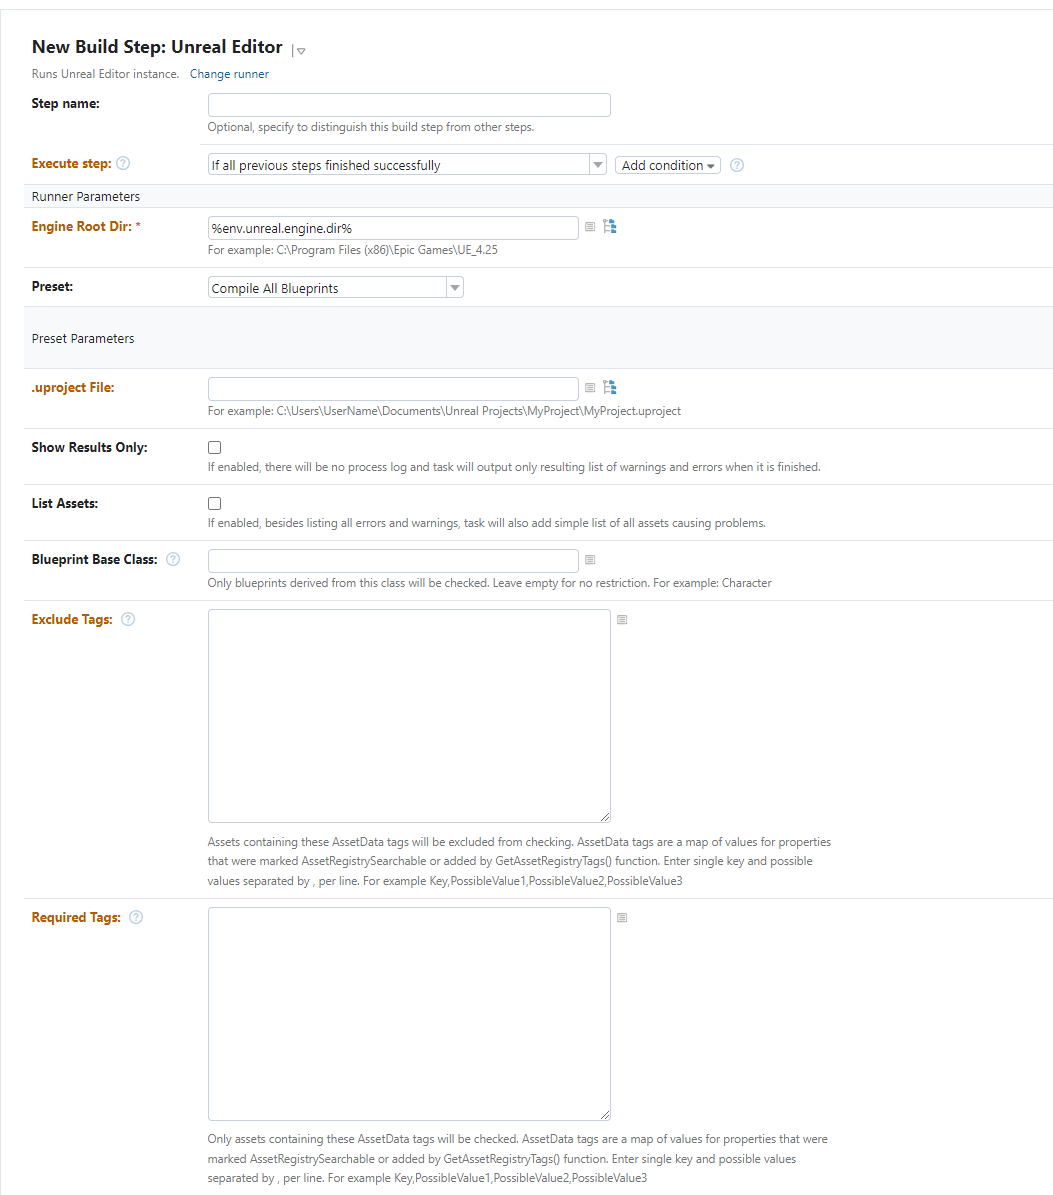 New Build Step: Unreal Editor
Runs Unreal Editor instance. Change runner
Step name:
Optional, specify to distinguish this build step from other steps.
Execute step: ? If all previous steps finished successfully Add condition ?
Runner Parameters
Engine Root Dir: * %env.unreal.engine.dir%
For example: C:\Program Files (x86)\Epic Games\UE_4.25
Preset: Compile All Blueprints
Preset Parameters
.uproject File:
For example: C:\Users\UserName\Documents\Unreal Projects\MyProject\MyProject.uproject
Show Results Only:
If enabled, there will be no process log and task will output only resulting list of warnings and errors when it is finished.
List Assets:
If enabled, besides listing all errors and warnings, task will also add simple list of all assets causing problems.
Blueprint Base Class: ?
Only blueprints derived from this class will be checked. Leave empty for no restriction. For example: Character
Exclude Tags: ?
Assets containing these AssetData tags will be excluded from checking. AssetData tags are a map of values for properties
that were marked AssetRegistrySearchable or added by GetAssetRegistryTags() function. Enter single key and possible
values separated by , per line. For example Key,PossibleValue1,PossibleValue2,PossibleValue3
Required Tags: ?
Only assets containing these AssetData tags will be checked. AssetData tags are a map of values for properties that were
marked AssetRegistrySearchable or added by GetAssetRegistryTags() function. Enter single key and possible values
separated by , per line. For example Key,PossibleValue1,PossibleValue2,PossibleValue3